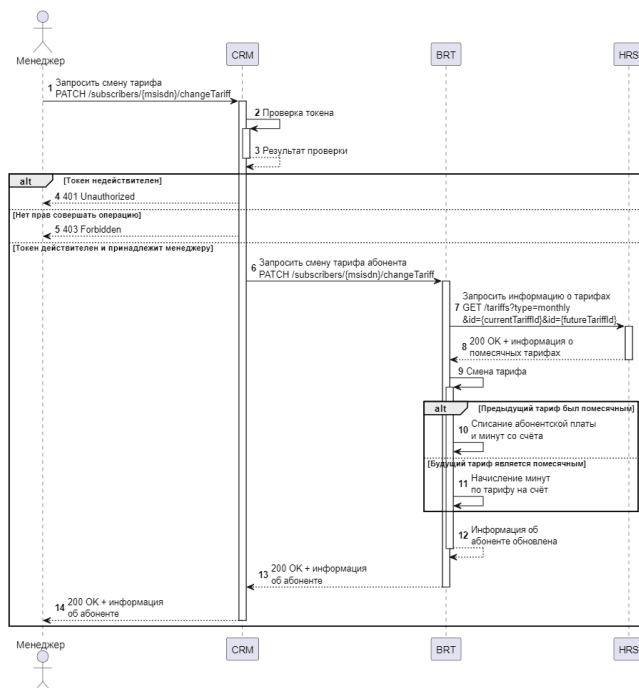 Менеджер
CRM
BRT
HRS
1 Запросить смену тарифа
PATCH /subscribers/{msisdn}/changeTariff
2 Проверка токена
3 Результат проверки
alt [Токен недействителен]
4 401 Unauthorized
[Нет прав совершать операцию]
5 403 Forbidden
[Токен действителен и принадлежит менеджеру]
6 Запросить смену тарифа абонента
PATCH /subscribers/{msisdn}/changeTariff
7 Запросить информацию о тарифах
GET /tariffs?type=monthly
&id={currentTariffId}&id={futureTariffId}
8 200 OK + информация о
помесячных тарифах
9 Смена тарифа
alt [Предыдущий тариф был помесячным]
10 Списание абонентской платы
и минут со счёта
[Будущий тариф является помесячным]
11 Начисление минут
по тарифу на счёт
12 Информация об
абоненте обновлена
13 200 OK + информация
об абоненте
14 200 OK + информация
об абоненте
Менеджер
CRM
BRT
HRS